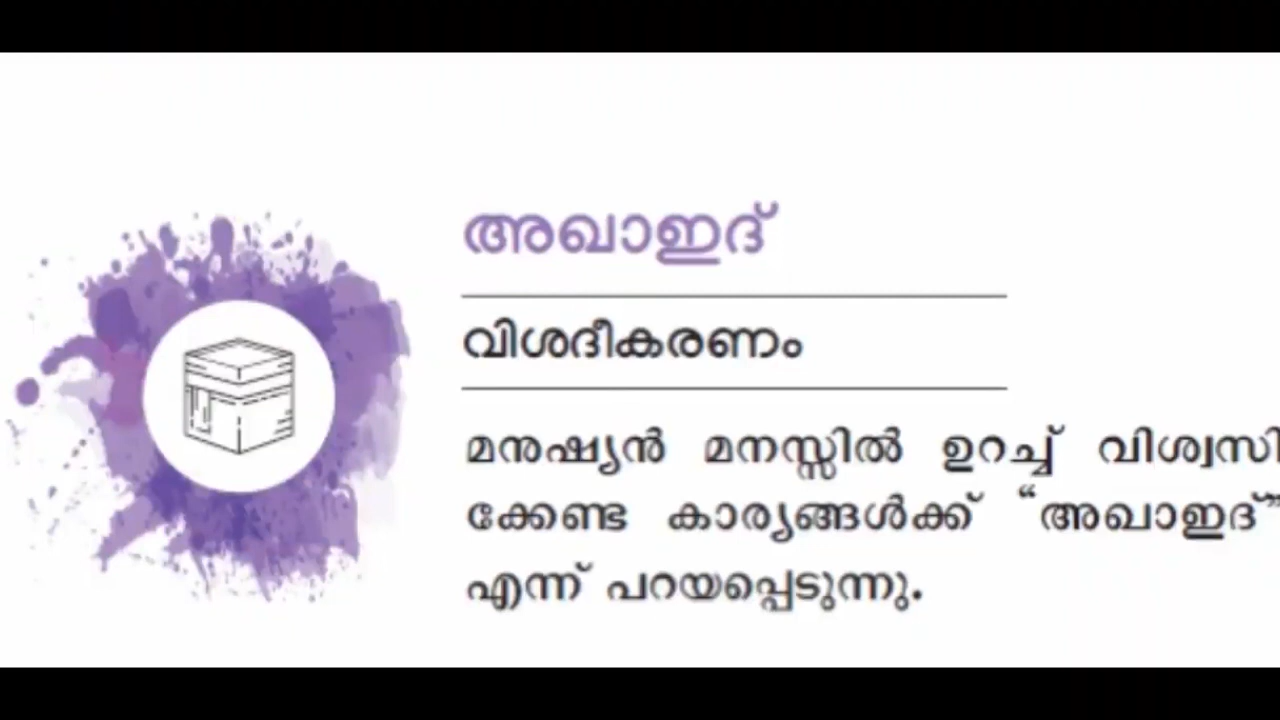 അഖാഇദ്
വിശദീകരണം
മനുഷ്യൻ മനസ്സിൽ ഉറച്ച് വിശ്വസി
ക്കേണ്ട കാര്യങ്ങൾക്ക് “അഖാഇദ്”
എന്ന് പറയപ്പെടുന്നു.